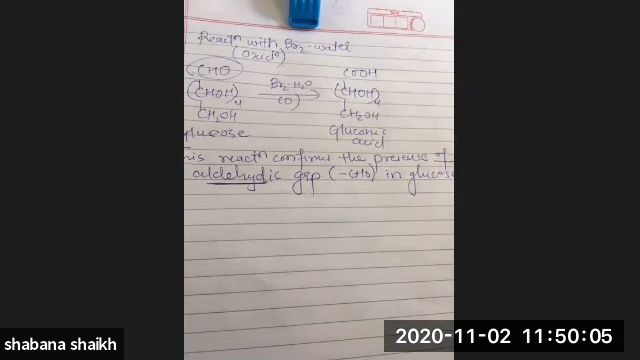 Reactn with Br2-water
(Oxidn)
CHO COOH
(CHOH)4 Br2-H2O (CHOH)4
(O)
CH2OH CH2OH
glucose Gluconic
acid
This reactn confirms the presence of
aldehydic grp (-CHO) in glucose
shabana shaikh
2020-11-02 11:50:05